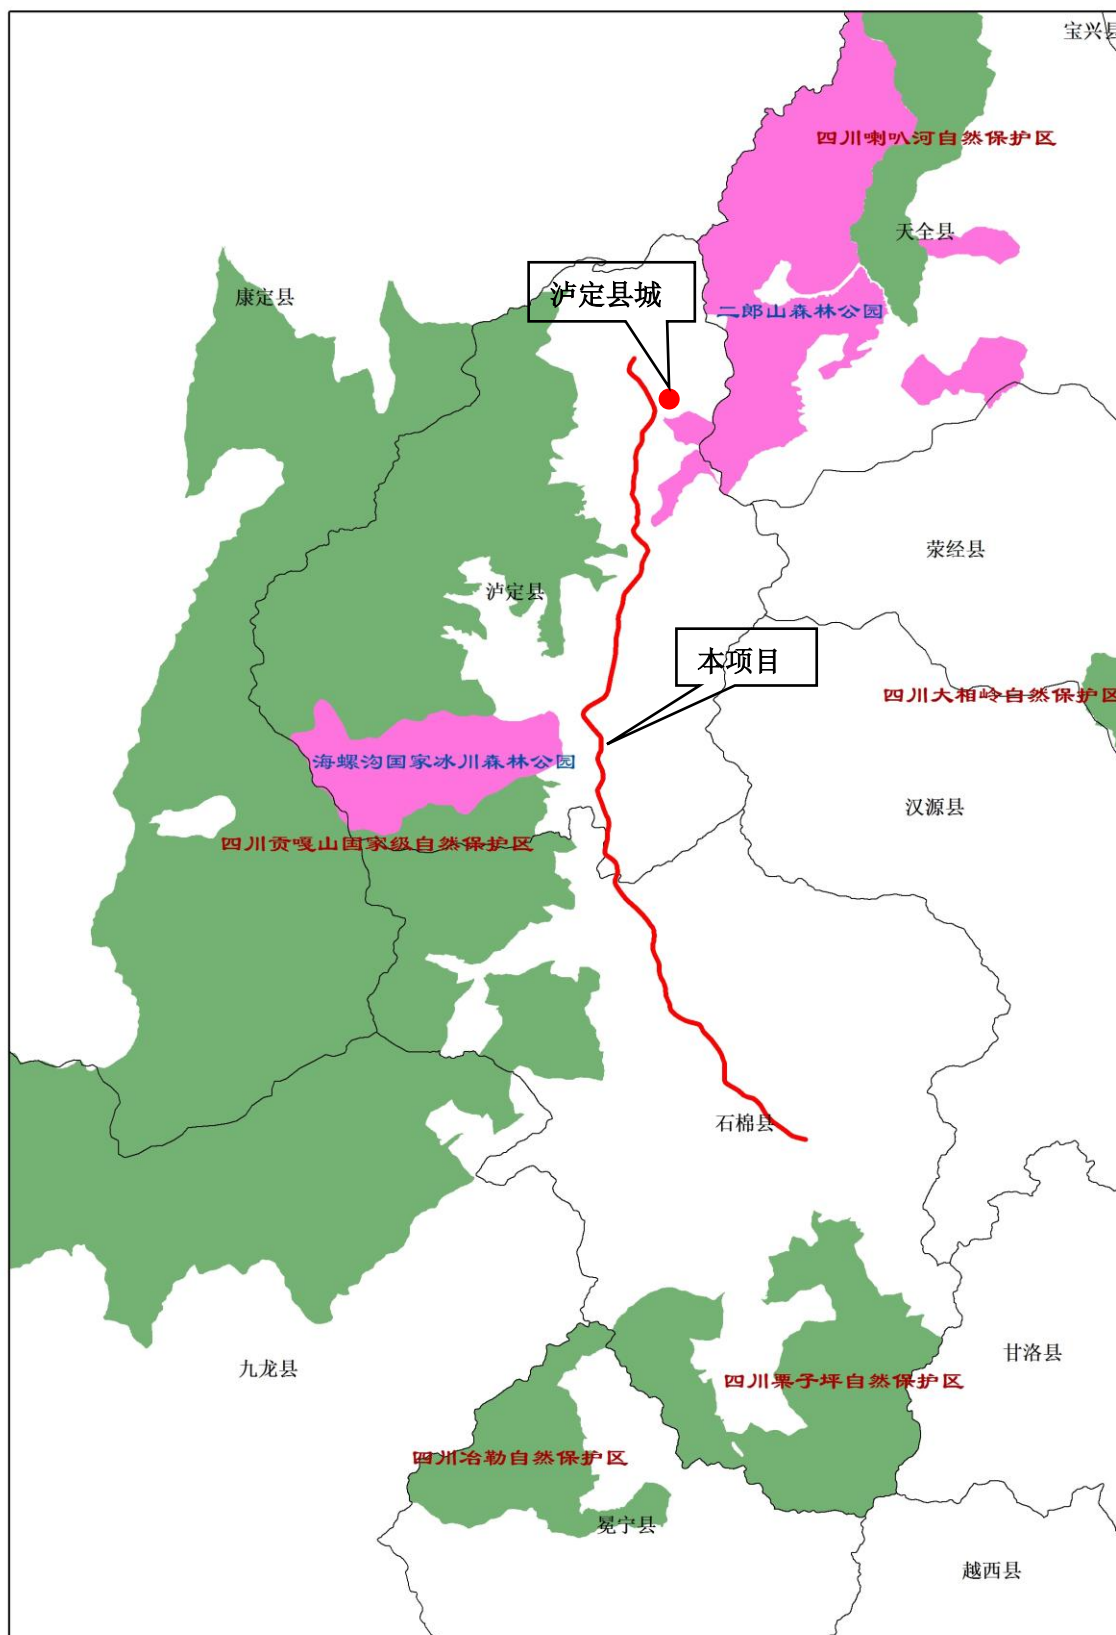 宝兴县
四川喇叭河自然保护区
天全县
康定县
泸定县城
二郎山森林公园
荥经县
泸定县
本项目
四川大相岭自然保护区
海螺沟国家冰川森林公园
汉源县
四川贡嘎山国家级自然保护区
石棉县
甘洛县
九龙县
四川栗子坪自然保护区
四川冶勒自然保护区
冕宁县
越西县